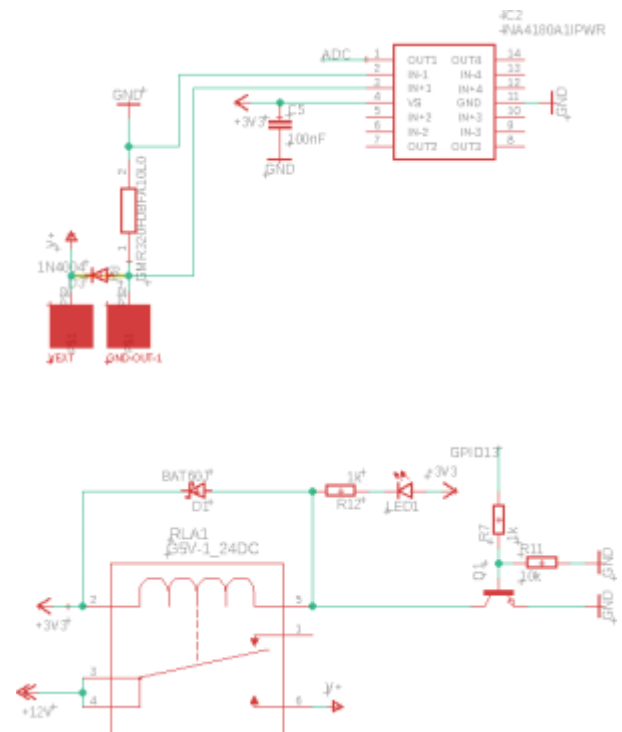 IC2
INA4180A1IPWR
ADC
1 OUT1 OUT4 14
2 IN-1 IN-4 13
3 IN+1 IN+4 12
4 VS GND 11
5 IN+2 IN+3 10
6 IN-2 IN-3 9
7 OUT2 OUT3 8
GND
+3V3
C5
100nF
GND
GND
2
1
V+
1N4004
D3
VEXT
GND-OUT-1
BAT60J
D1
1k
R12
LED1
+3V3
GPIO13
R7
1k
R11
10k
GND
Q1
GND
RLA1
G5V-1_24DC
2
5
+3V3
1
3
4
+12V
6
V+